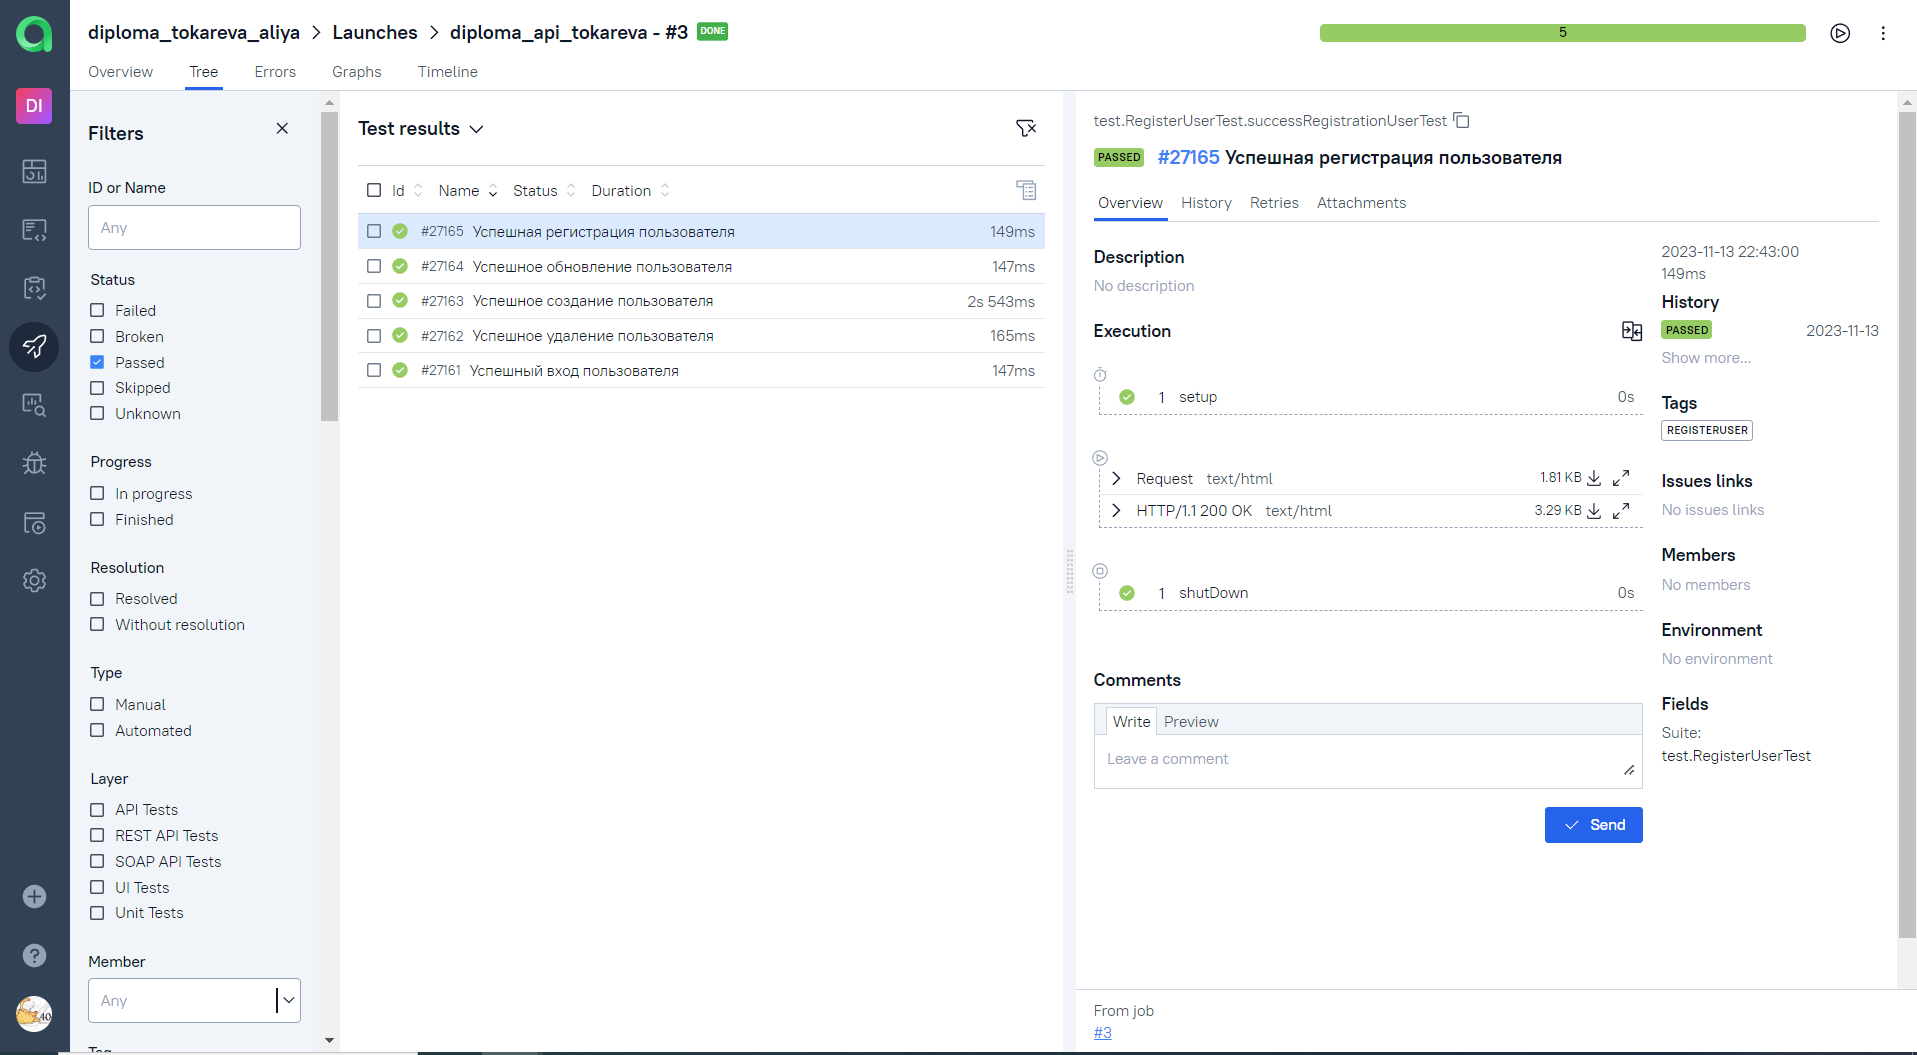 diploma_tokareva_aliya > Launches > diploma_api_tokareva - #3 DONE
5
Overview Tree Errors Graphs Timeline
DI
Filters
ID or Name
Any
Status
Failed
Broken
Passed
Skipped
Unknown
Progress
In progress
Finished
Resolution
Resolved
Without resolution
Type
Manual
Automated
Layer
API Tests
REST API Tests
SOAP API Tests
UI Tests
Unit Tests
Member
Any
40
Test results
Id Name Status Duration
#27165 Успешная регистрация пользователя 149ms
#27164 Успешное обновление пользователя 147ms
#27163 Успешное создание пользователя 2s 543ms
#27162 Успешное удаление пользователя 165ms
#27161 Успешный вход пользователя 147ms
test.RegisterUserTest.successRegistrationUserTest
PASSED #27165 Успешная регистрация пользователя
Overview History Retries Attachments
Description
No description
Execution
1 setup 0s
Request text/html 1.81 KB
HTTP/1.1 200 OK text/html 3.29 KB
1 shutDown 0s
Comments
Write Preview
Leave a comment
Send
2023-11-13 22:43:00
149ms
History
PASSED 2023-11-13
Show more...
Tags
REGISTERUSER
Issues links
No issues links
Members
No members
Environment
No environment
Fields
Suite:
test.RegisterUserTest
From job
#3